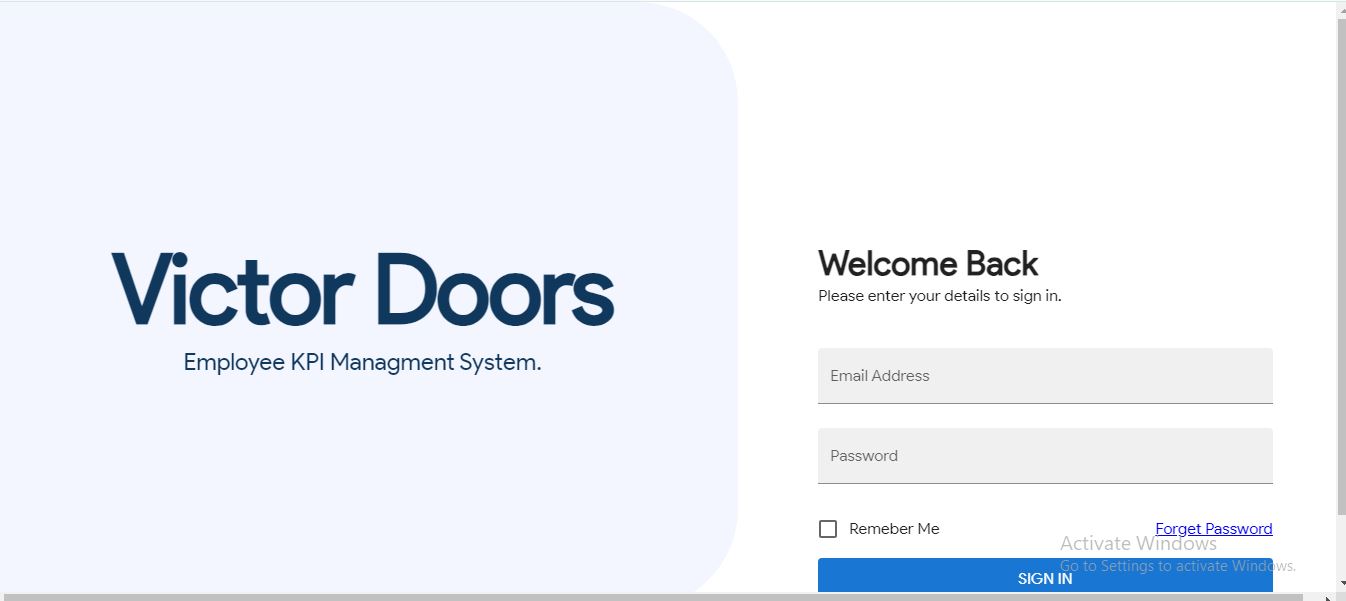 Victor Doors
Employee KPI Managment System.
Welcome Back
Please enter your details to sign in.
Email Address
Password
Remeber Me
Forget Password
Activate Windows
Go to Settings to activate Windows.
SIGN IN